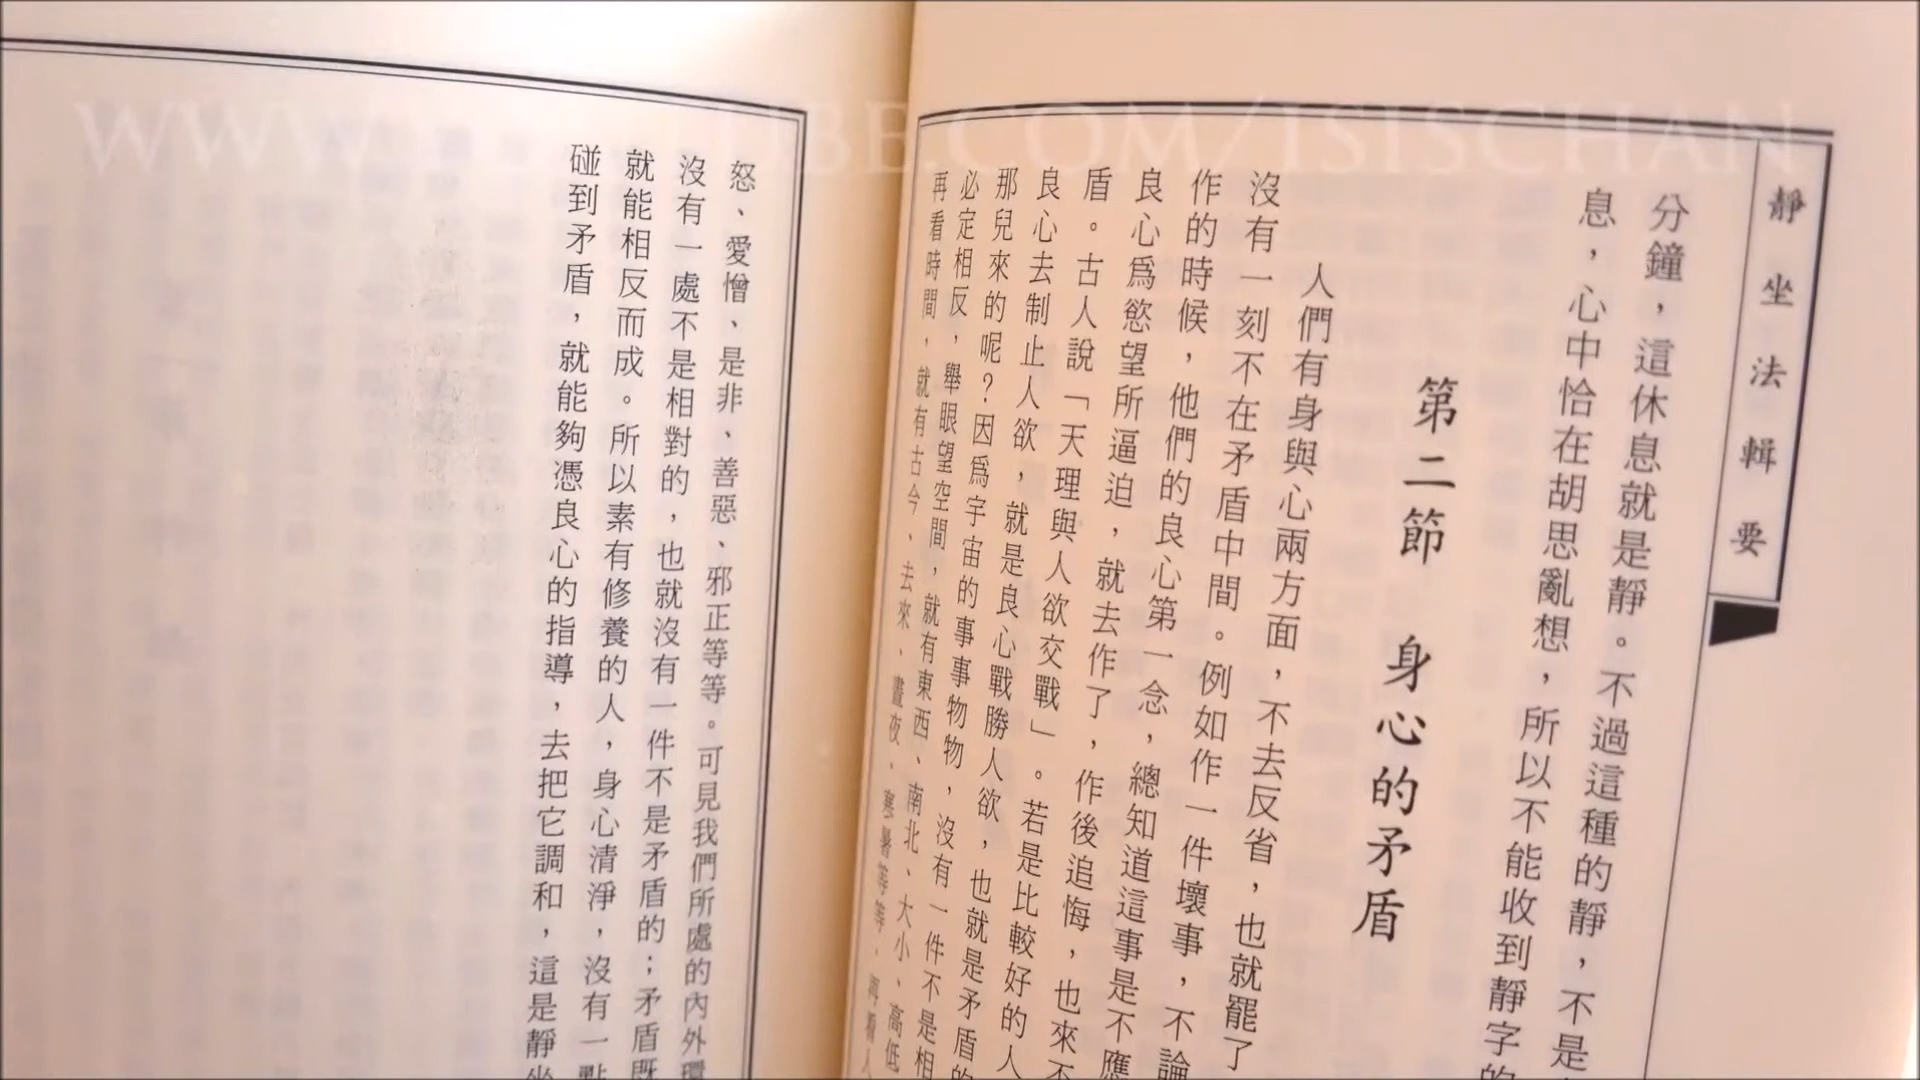 靜坐法輯要
分鐘，這休息就是靜。不過這種的靜，不是
息，心中恰在胡思亂想，所以不能收到靜字的
第二節　身心的矛盾
人們有身與心兩方面，不去反省，也就罷了
沒有一刻不在矛盾中間。例如作一件壞事，不論
作的時候，他們的良心第一念，總知道這事是不應
良心爲慾望所逼迫，就去作了，作後追悔，也來不
盾。古人說「天理與人欲交戰」。若是比較好的人
良心去制止人欲，就是良心戰勝人欲，也就是矛盾的
那兒來的呢？因爲宇宙的事事物物，沒有一件不是相
必定相反，舉眼望空間，就有東西、南北、大小、高低
再看時間，就有古今、去來、晝夜、寒暑等等，再看人
怒、愛憎、是非、善惡、邪正等等。可見我們所處的內外環
沒有一處不是相對的，也就沒有一件不是矛盾的；矛盾既
就能相反而成。所以素有修養的人，身心清淨，沒有一點
碰到矛盾，就能夠憑良心的指導，去把它調和，這是靜坐
BE.COM/ISISCHAN